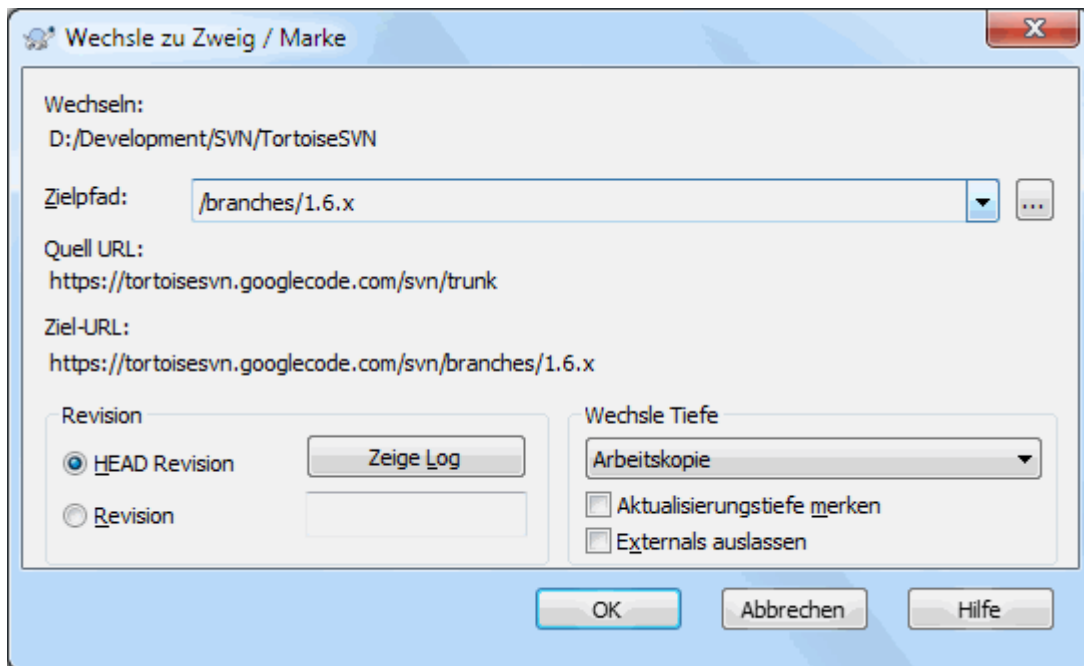 Wechsle zu Zweig / Marke
Wechseln:
D:/Development/SVN/TortoiseSVN
Zielpfad: /branches/1.6.x ...
Quell URL:
https://tortoisesvn.googlecode.com/svn/trunk
Ziel-URL:
https://tortoisesvn.googlecode.com/svn/branches/1.6.x
Revision
HEAD Revision Zeige Log
Revision
Wechsle Tiefe
Arbeitskopie
Aktualisierungstiefe merken
Externals auslassen
OK Abbrechen Hilfe